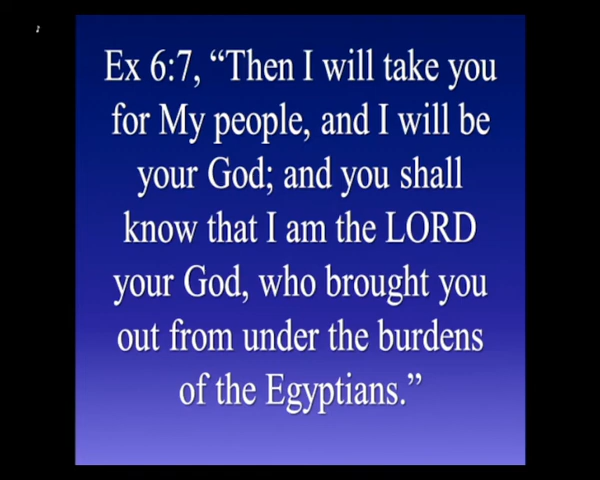 Ex 6:7, “Then I will take you
for My people, and I will be
your God; and you shall
know that I am the LORD
your God, who brought you
out from under the burdens
of the Egyptians.”